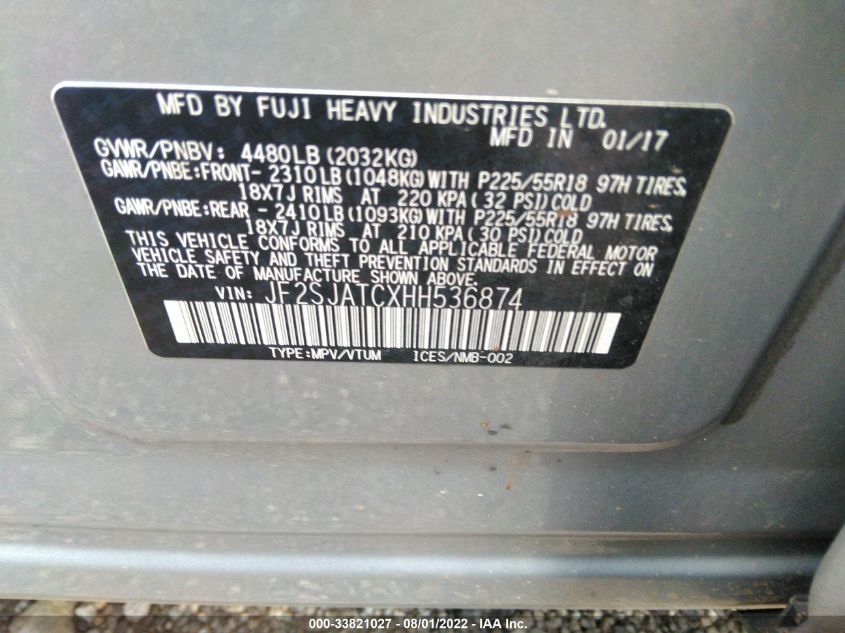 MFD BY FUJI HEAVY INDUSTRIES LTD.
MFD IN 01/17
GVWR/PNBV: 4480LB(2032KG)
GAWR/PNBE:FRONT- 2310LB(1048KG)WITH P225/55R18 97H TIRES,
18X7J RIMS AT 220 KPA(32 PSI)COLD
GAWR/PNBE:REAR - 2410LB(1093KG)WITH P225/55R18 97H TIRES,
18X7J RIMS AT 210 KPA(30 PSI)COLD
THIS VEHICLE CONFORMS TO ALL APPLICABLE FEDERAL MOTOR
VEHICLE SAFETY AND THEFT PREVENTION STANDARDS IN EFFECT ON
THE DATE OF MANUFACTURE SHOWN ABOVE.
VIN: JF2SJATCXHH536874
TYPE:MPV/VTUM ICES/NMB-002
000-33821027 - 08/01/2022 - IAA Inc.